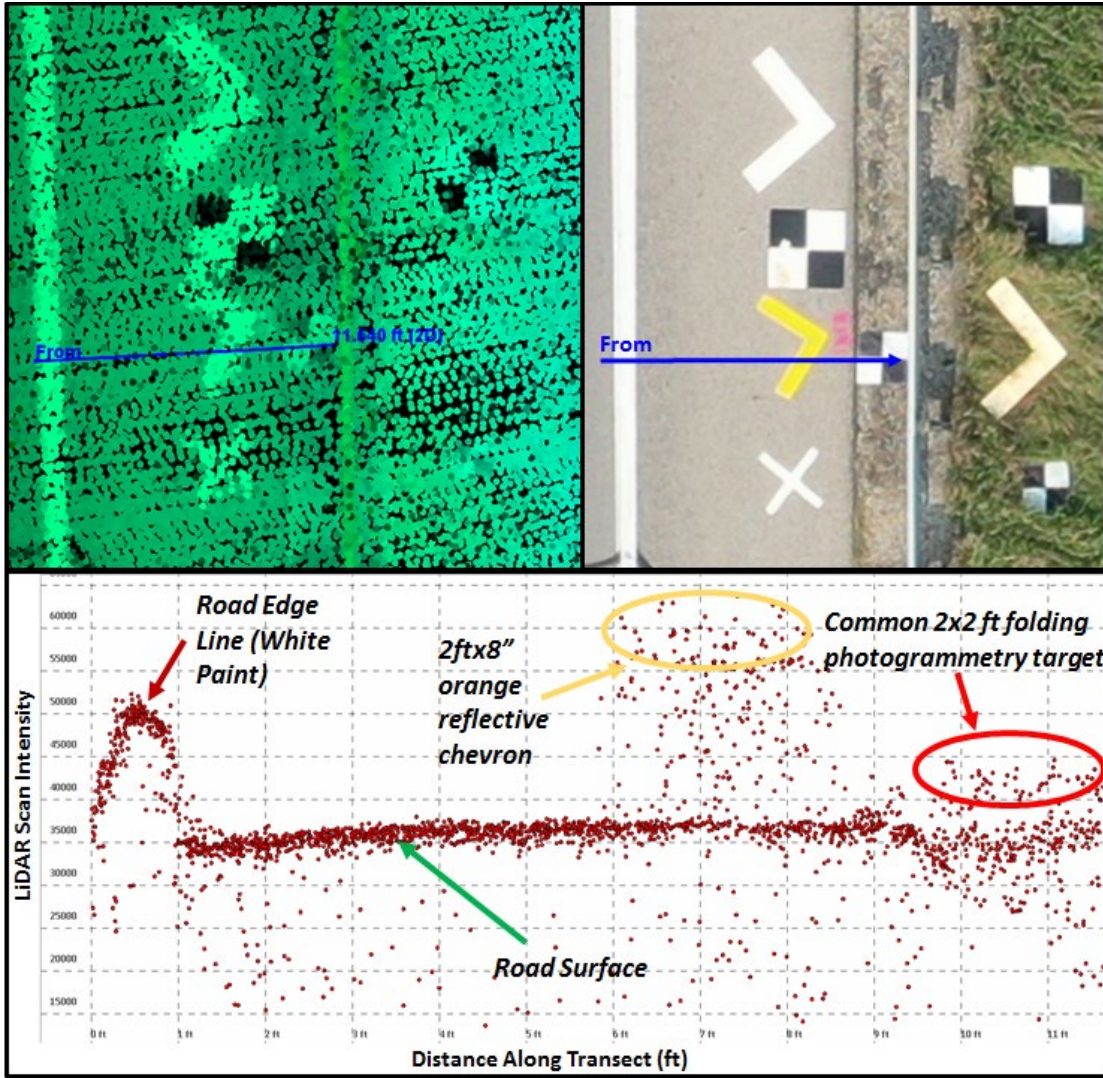 From
11.640 ft [2D]
From
Road Edge
Line (White
Paint)
2ftx8”
orange
reflective
chevron
Common 2x2 ft folding
photogrammetry target
Road Surface
LiDAR Scan Intensity
60000
55000
50000
45000
40000
35000
30000
25000
20000
15000
0 ft
1 ft
2 ft
3 ft
4 ft
5 ft
6 ft
7 ft
8 ft
9 ft
10 ft
11 ft
Distance Along Transect (ft)